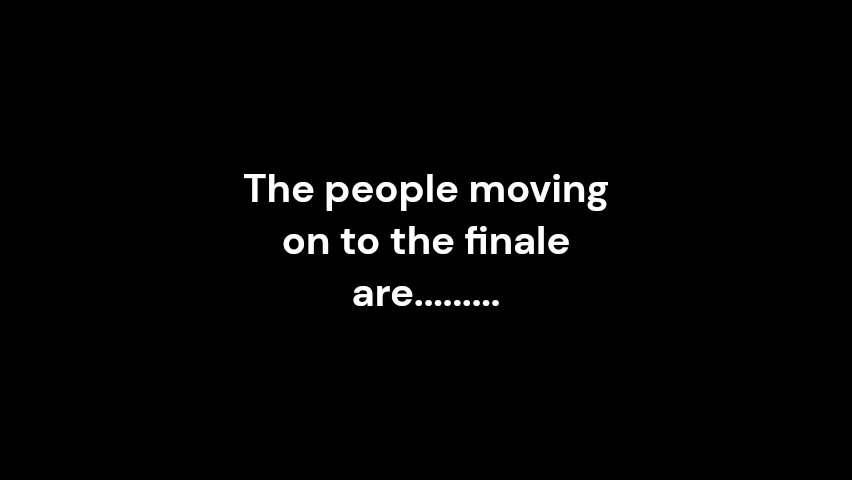 The people moving
on to the finale
are.........